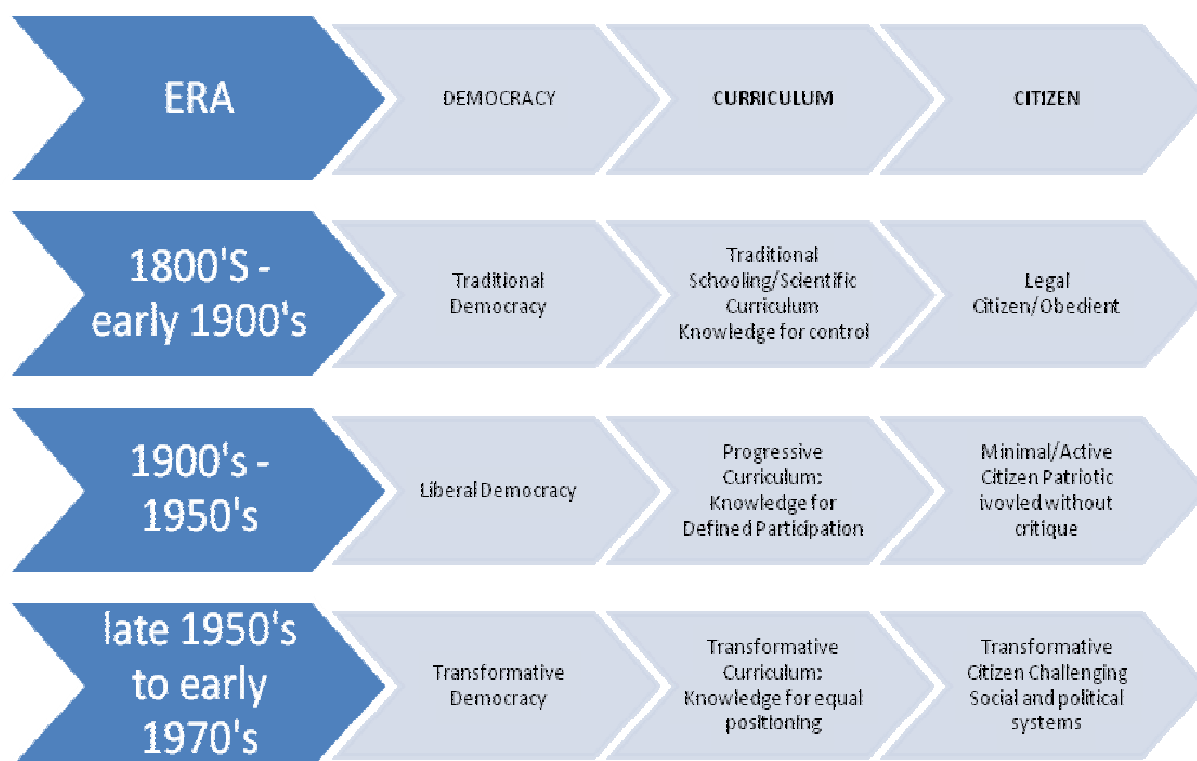 ERA
DEMOCRACY
CURRICULUM
CITIZEN
1800'S -
early 1900's
Traditional
Democracy
Traditional
Schooling/Scientific
Curriculum
Knowledge for control
Legal
Citizen/Obedient
1900's -
1950's
Liberal Democracy
Progressive
Curriculum:
Knowledge for
Defined Participation
Minimal/Active
Citizen Patriotic
ivovled without
critique
late 1950's
to early
1970's
Transformative
Democracy
Transformative
Curriculum:
Knowledge for equal
positioning
Transformative
Citizen Challenging
Social and political
systems